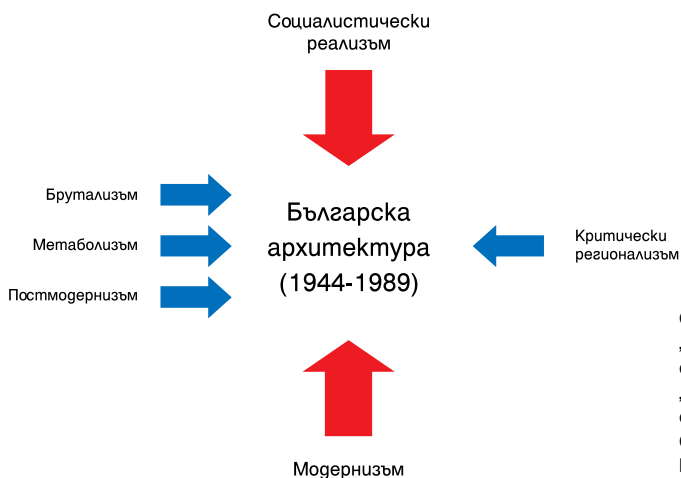 Социалистически
реализъм
Брутализъм
Метаболизъм
Постмодернизъм
Българска
архитектура
(1944-1989)
Критически
регионализъм
Модернизъм